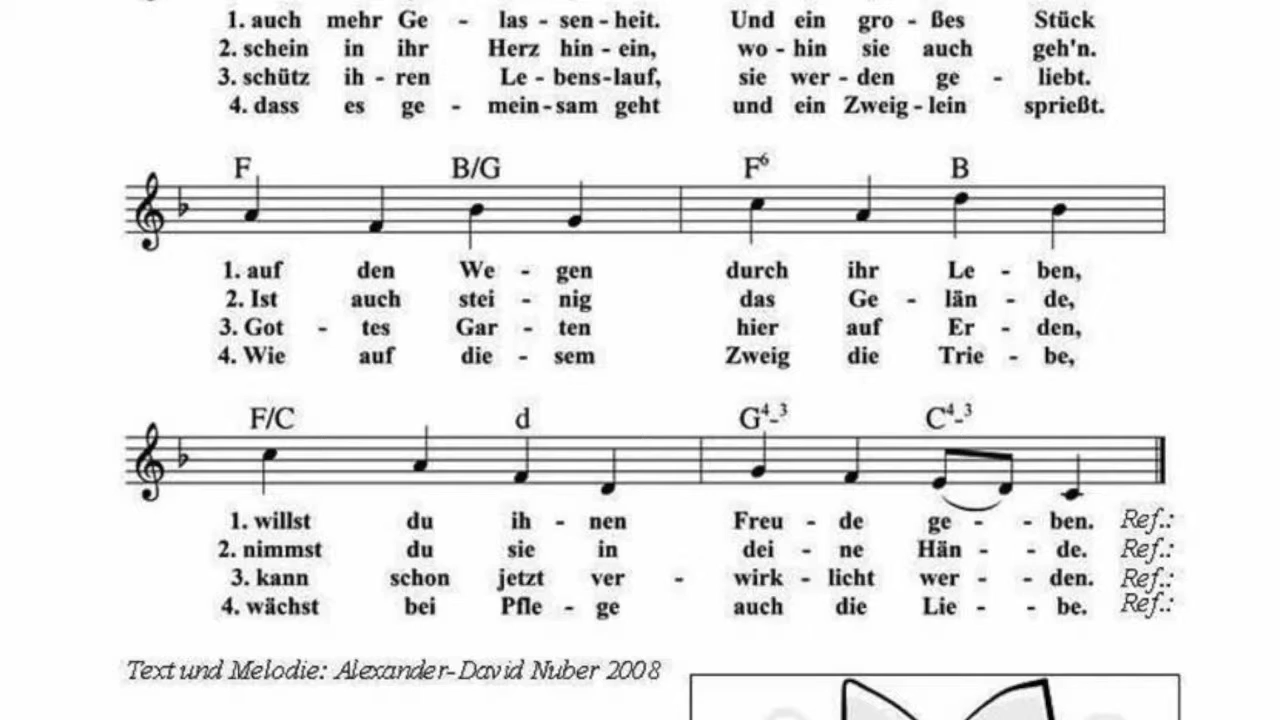 1. auch mehr Ge - las - sen - heit. Und ein gro - ßes Stück
2. schein in ihr Herz hin - ein, wo - hin sie auch geh'n.
3. schütz ih - ren Le - bens-lauf, sie wer - den ge - liebt.
4. dass es ge - mein-sam geht und ein Zweig - lein sprießt.
F B/G F6 B
1. auf den We - gen durch ihr Le - ben,
2. Ist auch stei - nig das Ge - län - de,
3. Got - tes Gar - ten hier auf Er - den,
4. Wie auf die - sem Zweig die Trie - be,
F/C d G4-3 C4-3
1. willst du ih - nen Freu - de ge - - ben. Ref.:
2. nimmst du sie in dei - ne Hän - - de. Ref.:
3. kann schon jetzt ver - wirk - licht wer - - den. Ref.:
4. wächst bei Pfle - ge auch die Lie - - be. Ref.:
Text und Melodie: Alexander-David Nuber 2008